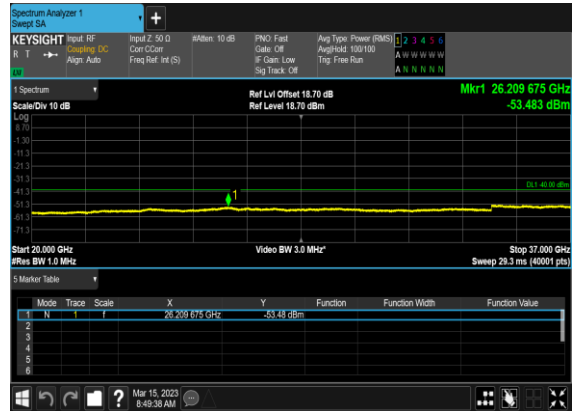 Spectrum Analyzer 1
Swept SA
+
KEYSIGHT Input: RF Input Z: 50 Ω #Atten: 10 dB PNO: Fast Avg Type: Power (RMS) 1 2 3 4 5 6
R T Coupling: DC Corr CCorr Gate: Off Avg|Hold: 100/100 A W W W W W
Align: Auto Freq Ref: Int (S) IF Gain: Low Trig: Free Run
Sig Track: Off A N N N N N
1 Spectrum Ref Lvl Offset 18.70 dB Mkr1 26.209 675 GHz
Scale/Div 10 dB Ref Level 18.70 dBm -53.483 dBm
Log
8.70
-1.30
-11.3
-21.3
-31.3
DL1 -40.00 dBm
-41.3
1
-51.3
-61.3
-71.3
Start 20.000 GHz Video BW 3.0 MHz* Stop 37.000 GHz
#Res BW 1.0 MHz Sweep 29.3 ms (40001 pts)
5 Marker Table
Mode Trace Scale X Y Function Function Width Function Value
1 N 1 f 26.209 675 GHz -53.48 dBm
2
3
4
5
6
? Mar 15, 2023
8:49:38 AM